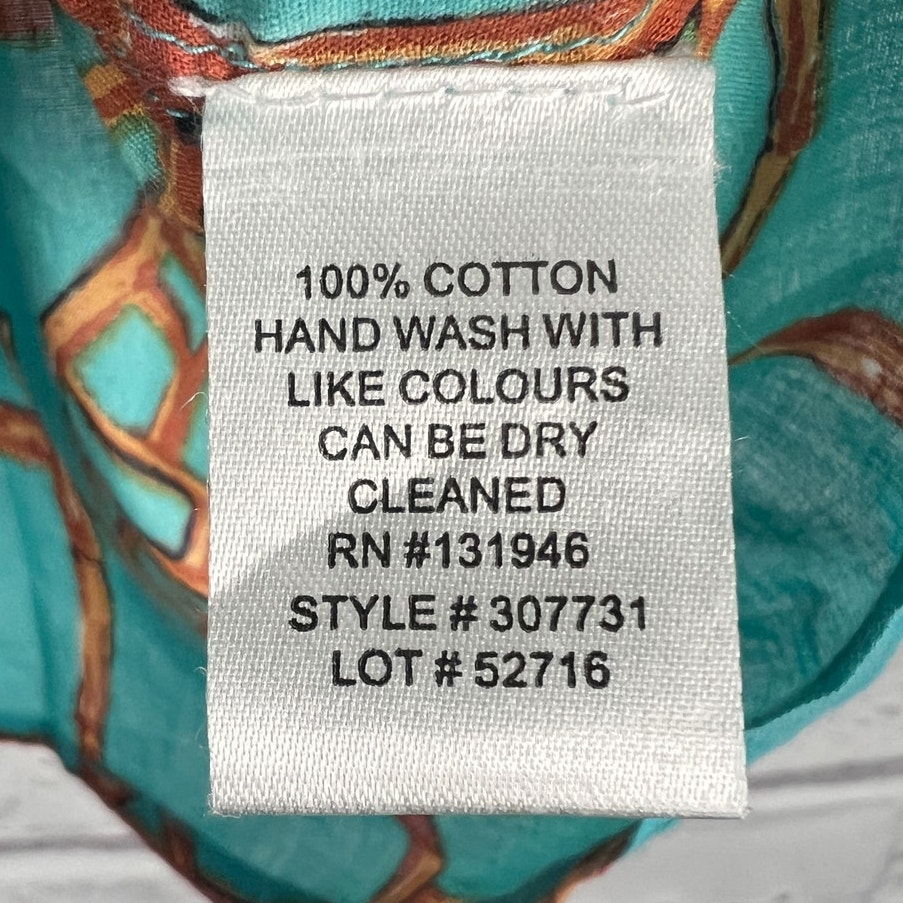 100% COTTON
HAND WASH WITH
LIKE COLOURS
CAN BE DRY
CLEANED
RN #131946
STYLE # 307731
LOT # 52716